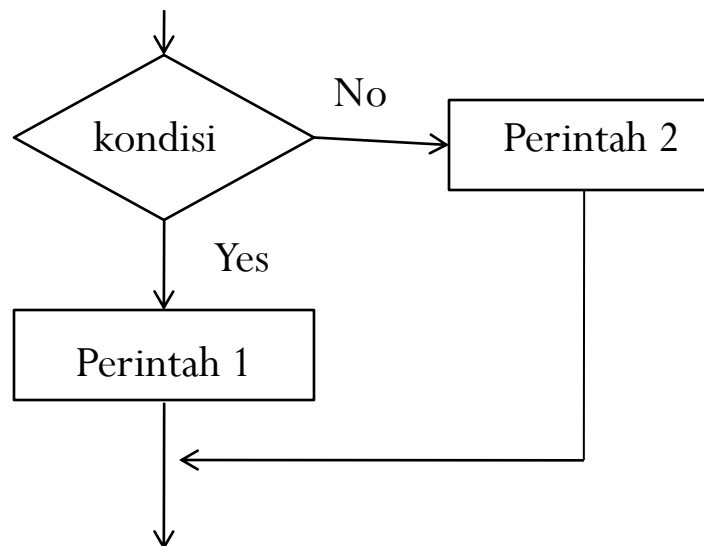 No
kondisi
Perintah 2
Yes
Perintah 1